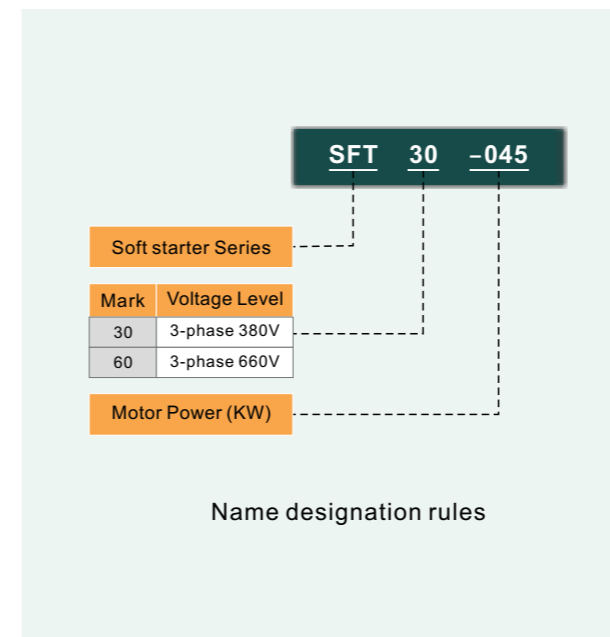 SFT 30 –045
Soft starter Series
Mark Voltage Level
30 3-phase 380V
60 3-phase 660V
Motor Power (KW)
Name designation rules